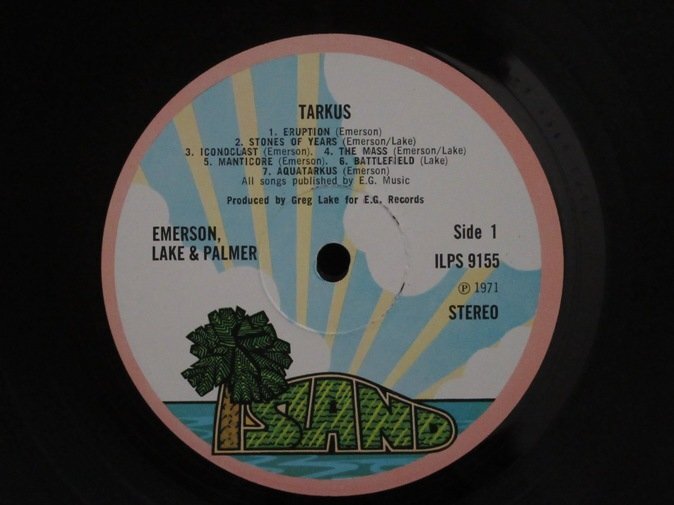 TARKUS
1. ERUPTION (Emerson)
2. STONES OF YEARS (Emerson/Lake)
3. ICONOCLAST (Emerson). 4. THE MASS (Emerson/Lake)
5. MANTICORE (Emerson). 6. BATTLEFIELD (Lake)
7. AQUATARKUS (Emerson)
All songs published by E.G. Music
Produced by Greg Lake for E.G. Records
EMERSON,
LAKE & PALMER
Side 1
ILPS 9155
℗ 1971
STEREO
ISLAND